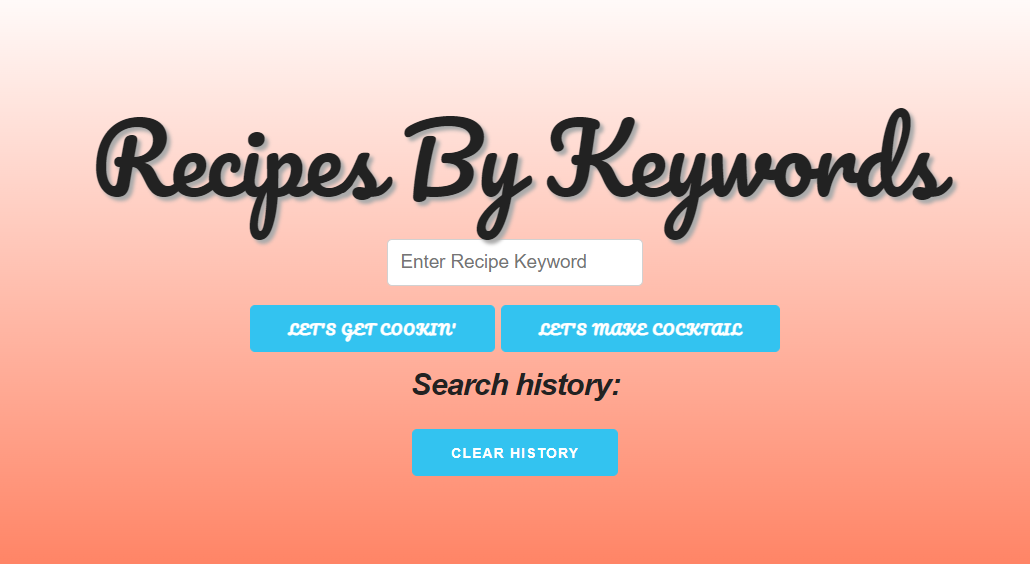 Recipes By Keywords
Enter Recipe Keyword
LET'S GET COOKIN' LET'S MAKE COCKTAIL
Search history:
CLEAR HISTORY